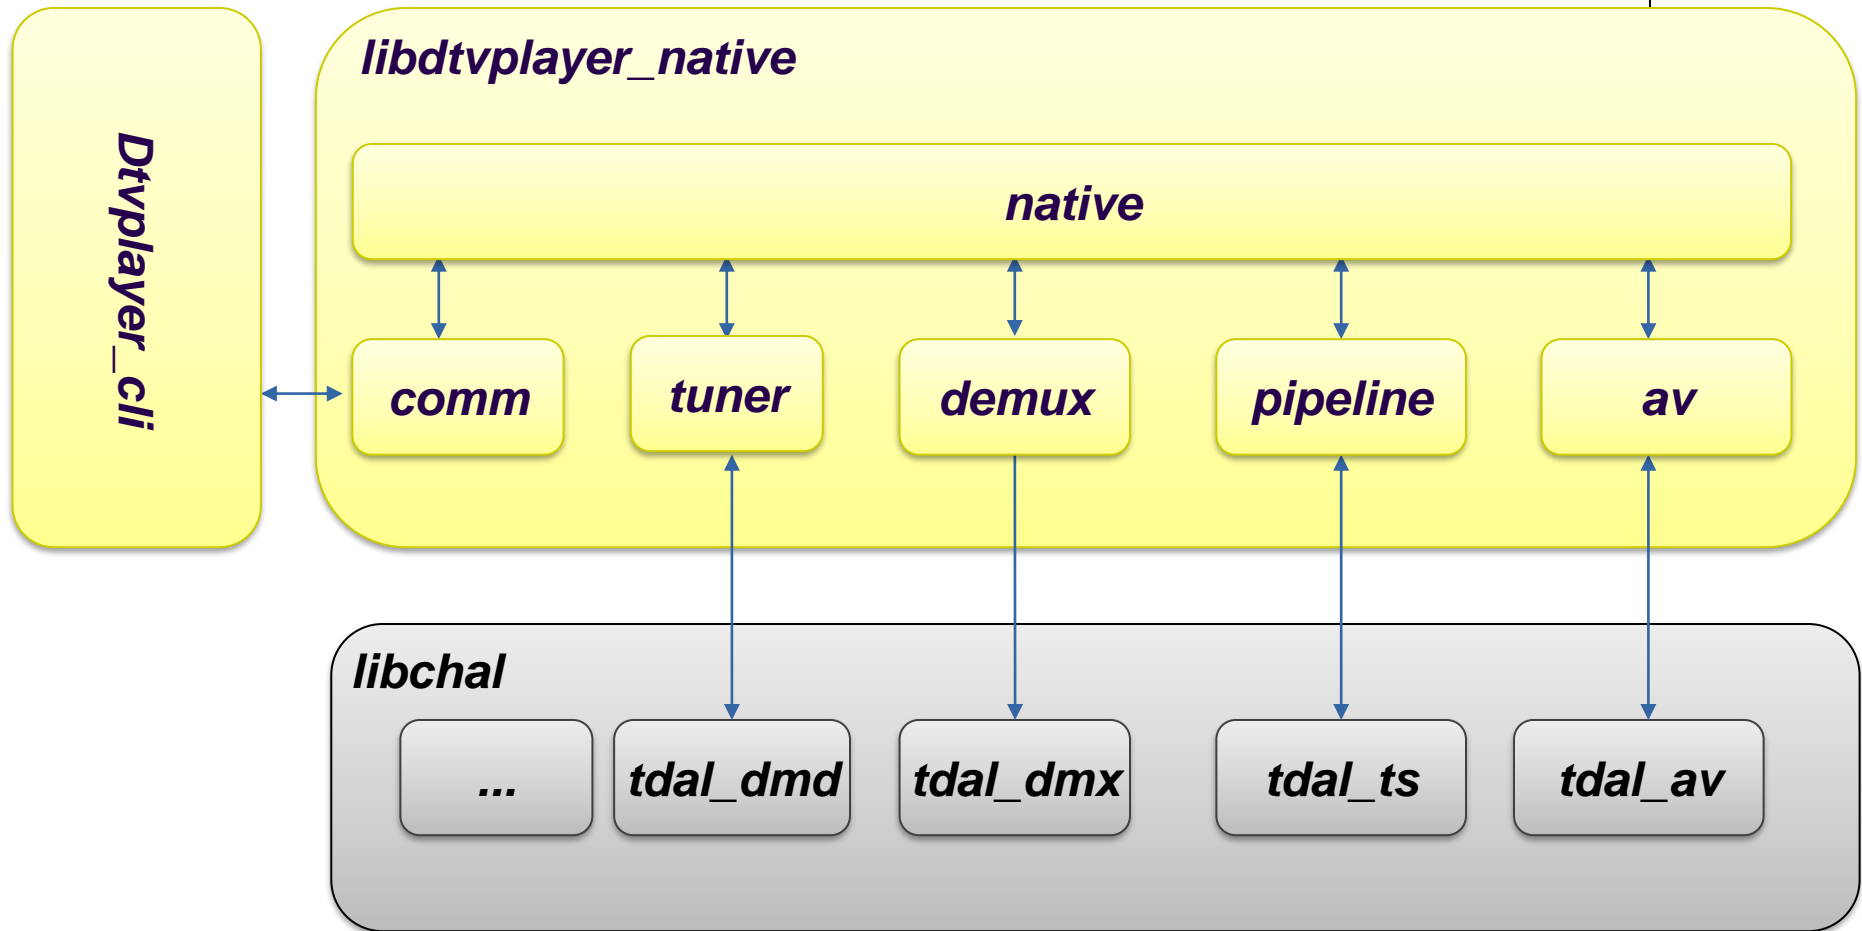 Dtvplayer_cli
libdtvplayer_native
native
comm
tuner
demux
pipeline
av
libchal
...
tdal_dmd
tdal_dmx
tdal_ts
tdal_av